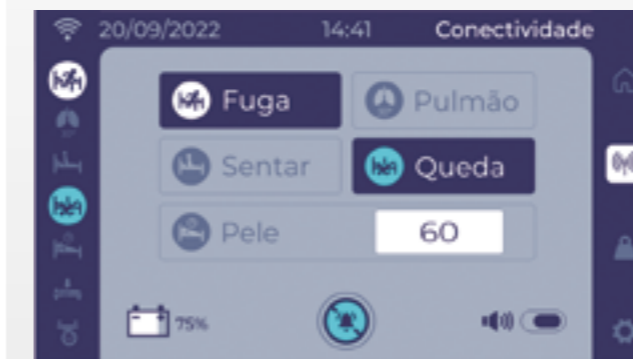 20/09/2022 14:41 Conectividade
Fuga Pulmão
Sentar Queda
Pele 60
75%